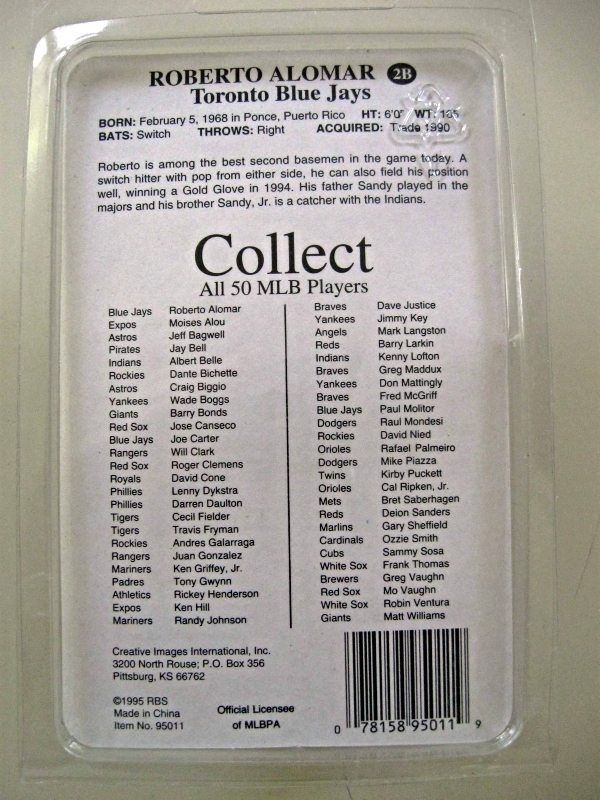 ROBERTO ALOMAR 2B
Toronto Blue Jays
BORN: February 5, 1968 in Ponce, Puerto Rico HT: 6'0" WT: 185
BATS: Switch THROWS: Right ACQUIRED: Trade 1990
Roberto is among the best second basemen in the game today. A
switch hitter with pop from either side, he can also field his position
well, winning a Gold Glove in 1994. His father Sandy played in the
majors and his brother Sandy, Jr. is a catcher with the Indians.
Collect
All 50 MLB Players
Blue Jays Roberto Alomar
Expos Moises Alou
Astros Jeff Bagwell
Pirates Jay Bell
Indians Albert Belle
Rockies Dante Bichette
Astros Craig Biggio
Yankees Wade Boggs
Giants Barry Bonds
Red Sox Jose Canseco
Blue Jays Joe Carter
Rangers Will Clark
Red Sox Roger Clemens
Royals David Cone
Phillies Lenny Dykstra
Phillies Darren Daulton
Tigers Cecil Fielder
Tigers Travis Fryman
Rockies Andres Galarraga
Rangers Juan Gonzalez
Mariners Ken Griffey, Jr.
Padres Tony Gwynn
Athletics Rickey Henderson
Expos Ken Hill
Mariners Randy Johnson
Braves Dave Justice
Yankees Jimmy Key
Angels Mark Langston
Reds Barry Larkin
Indians Kenny Lofton
Braves Greg Maddux
Yankees Don Mattingly
Braves Fred McGriff
Blue Jays Paul Molitor
Dodgers Raul Mondesi
Rockies David Nied
Orioles Rafael Palmeiro
Dodgers Mike Piazza
Twins Kirby Puckett
Orioles Cal Ripken, Jr.
Mets Bret Saberhagen
Reds Deion Sanders
Marlins Gary Sheffield
Cardinals Ozzie Smith
Cubs Sammy Sosa
White Sox Frank Thomas
Brewers Greg Vaughn
Red Sox Mo Vaughn
White Sox Robin Ventura
Giants Matt Williams
Creative Images International, Inc.
3200 North Rouse; P.O. Box 356
Pittsburg, KS 66762
©1995 RBS
Made in China
Item No. 95011
Official Licensee
of MLBPA
0 78158 95011 9